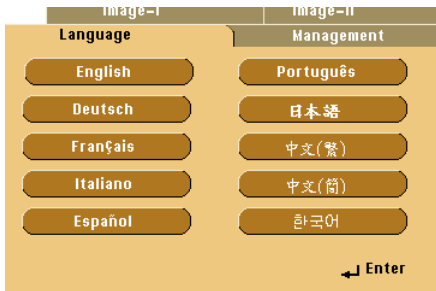 Image-I Image-II
Language Management
English Português
Deutsch 日本語
Français 中文(繁)
Italiano 中文(簡)
Español 한국어
Enter